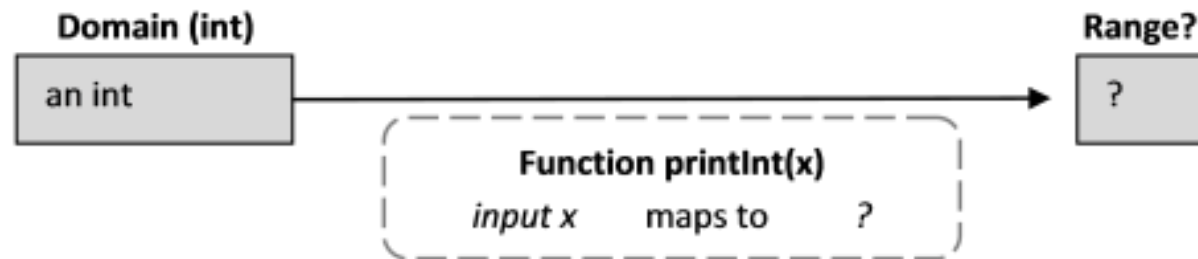 Domain (int) Range?
an int ?
Function printInt(x)
input x maps to ?